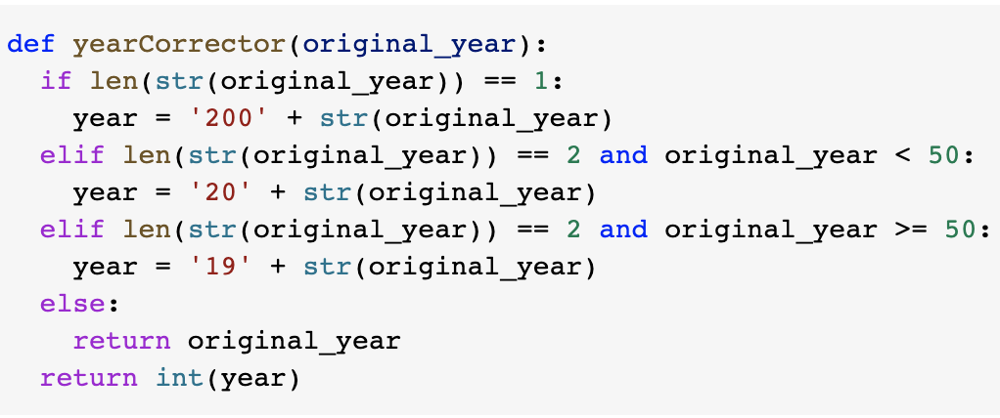 def yearCorrector(original_year):
  if len(str(original_year)) == 1:
    year = '200' + str(original_year)
  elif len(str(original_year)) == 2 and original_year < 50:
    year = '20' + str(original_year)
  elif len(str(original_year)) == 2 and original_year >= 50:
    year = '19' + str(original_year)
  else:
    return original_year
  return int(year)